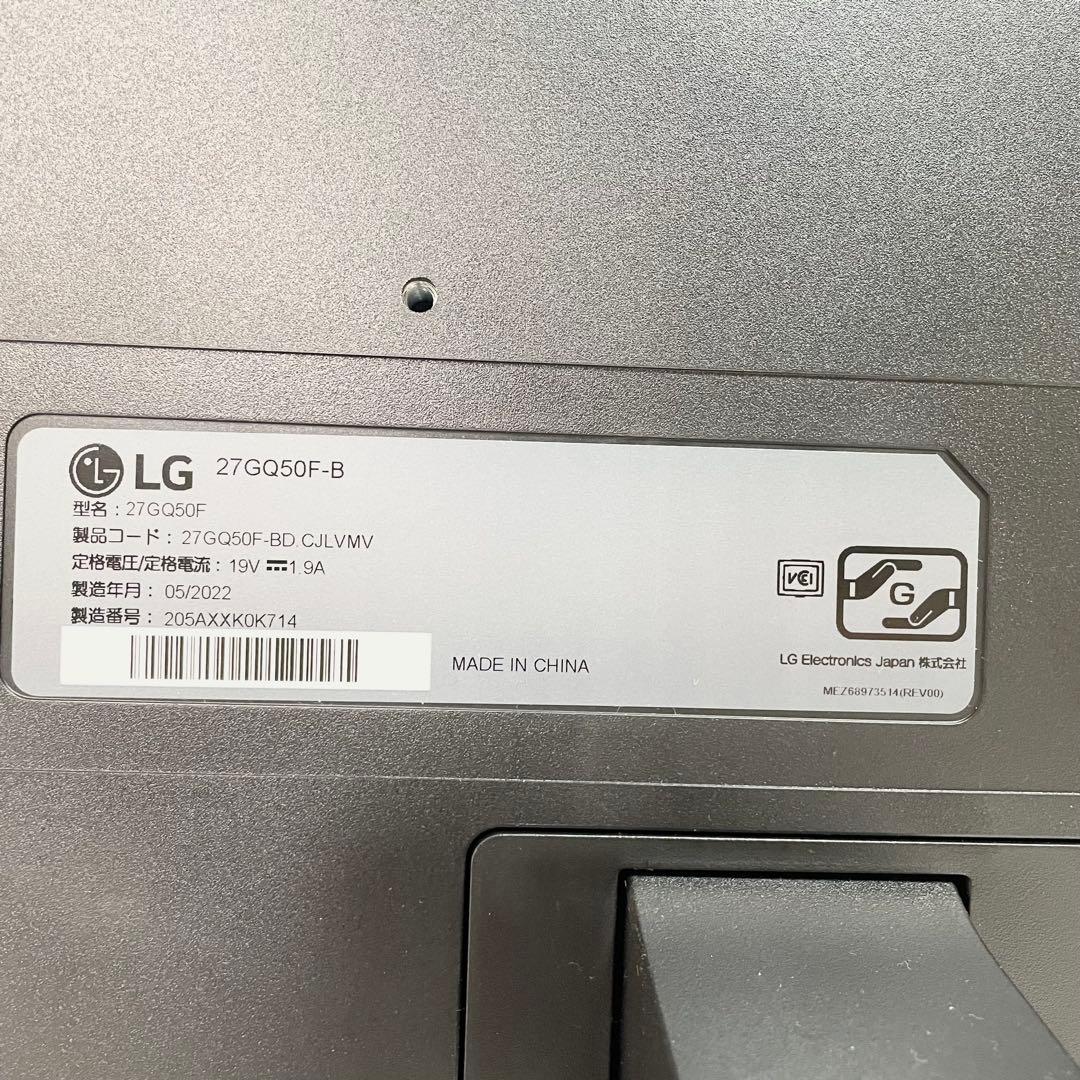 LG 27GQ50F-B
型名：27GQ50F
製品コード：27GQ50F-BD.CJLVMV
定格電圧/定格電流：19V ⎓1.9A
製造年月：05/2022
製造番号：205AXXK0K714
MADE IN CHINA
VCI
G
LG Electronics Japan 株式会社
MEZ68973514(REV00)